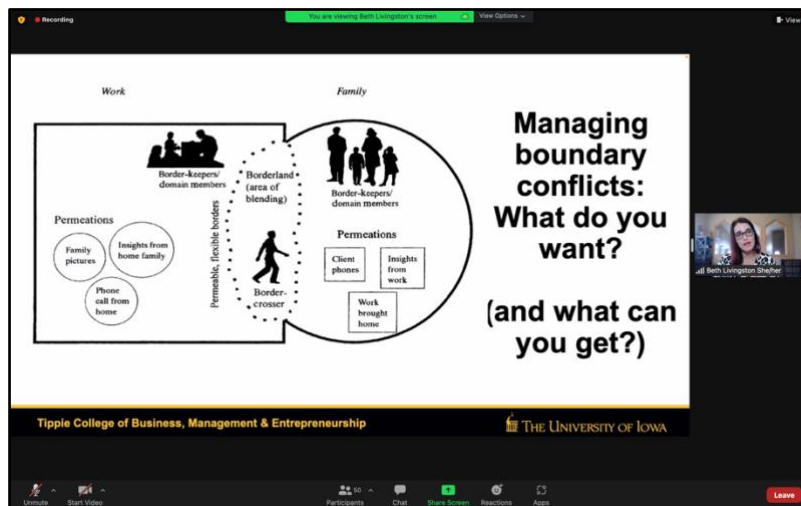 Recording
You are viewing Beth Livingston's screen
View Options
View
Work
Family
Border-keepers/
domain members
Borderland
(area of
blending)
Border-keepers/
domain members
Permeations
Family
pictures
Insights from
home family
Phone
call from
home
Permeable, flexible borders
Border-
crosser
Permeations
Client
phones
Insights
from
work
Work
brought
home
Managing
boundary
conflicts:
What do you
want?
(and what can
you get?)
Beth Livingston She/her
Tippie College of Business, Management & Entrepreneurship
THE UNIVERSITY OF IOWA
Unmute
Start Video
50
Participants
Chat
Share Screen
Reactions
Apps
Leave